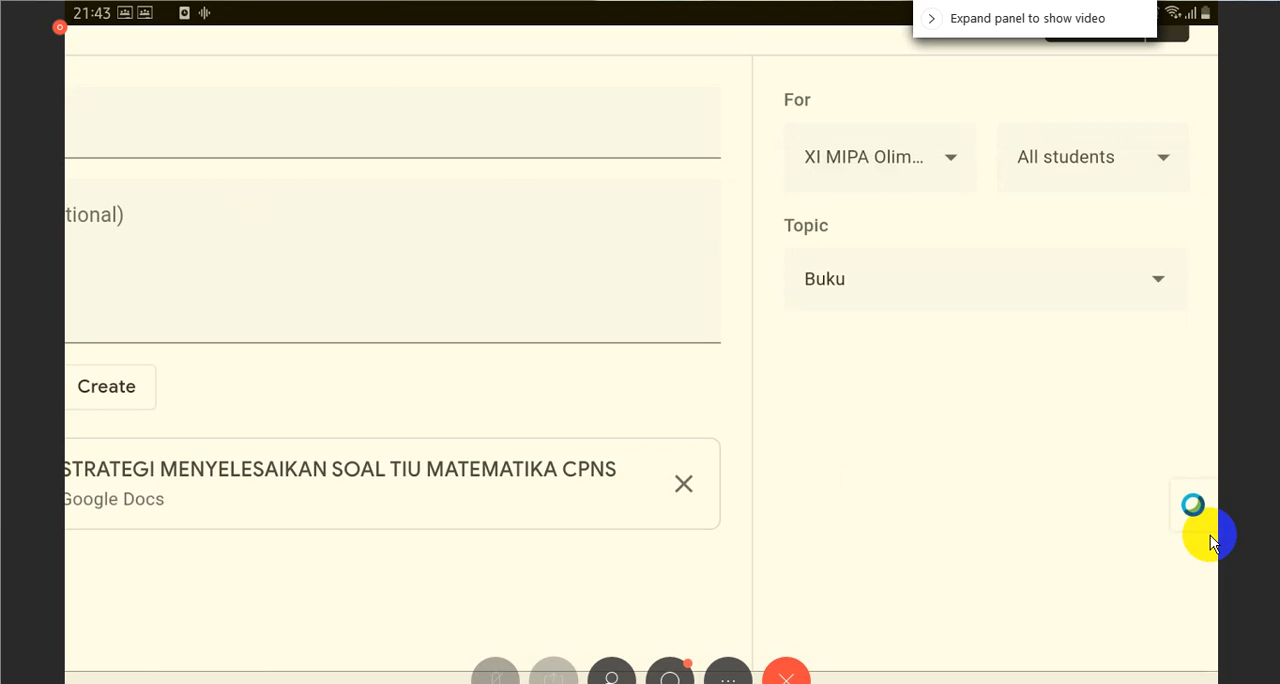 21:43
Expand panel to show video
For
XI MIPA Olim...
All students
tional)
Topic
Buku
Create
STRATEGI MENYELESAIKAN SOAL TIU MATEMATIKA CPNS
Google Docs